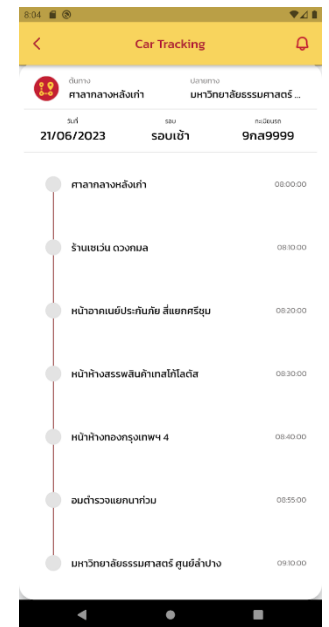 8:04
Car Tracking
ต้นทาง ปลายทาง
ศาลากลางหลังเก่า มหาวิทยาลัยธรรมศาสตร์ ...
วันที่ รอบ ทะเบียนรถ
21/06/2023 รอบเช้า 9กส9999
ศาลากลางหลังเก่า 08:00:00
ร้านเซเว่น ดวงกมล 08:10:00
หน้าอาคเนย์ประกันภัย สี่แยกศรีชุม 08:20:00
หน้าห้างสรรพสินค้าเทสโก้โลตัส 08:30:00
หน้าห้างทองกรุงเทพฯ 4 08:40:00
อมตำรวจแยกนาก่วม 08:55:00
มหาวิทยาลัยธรรมศาสตร์ ศูนย์ลำปาง 09:10:00